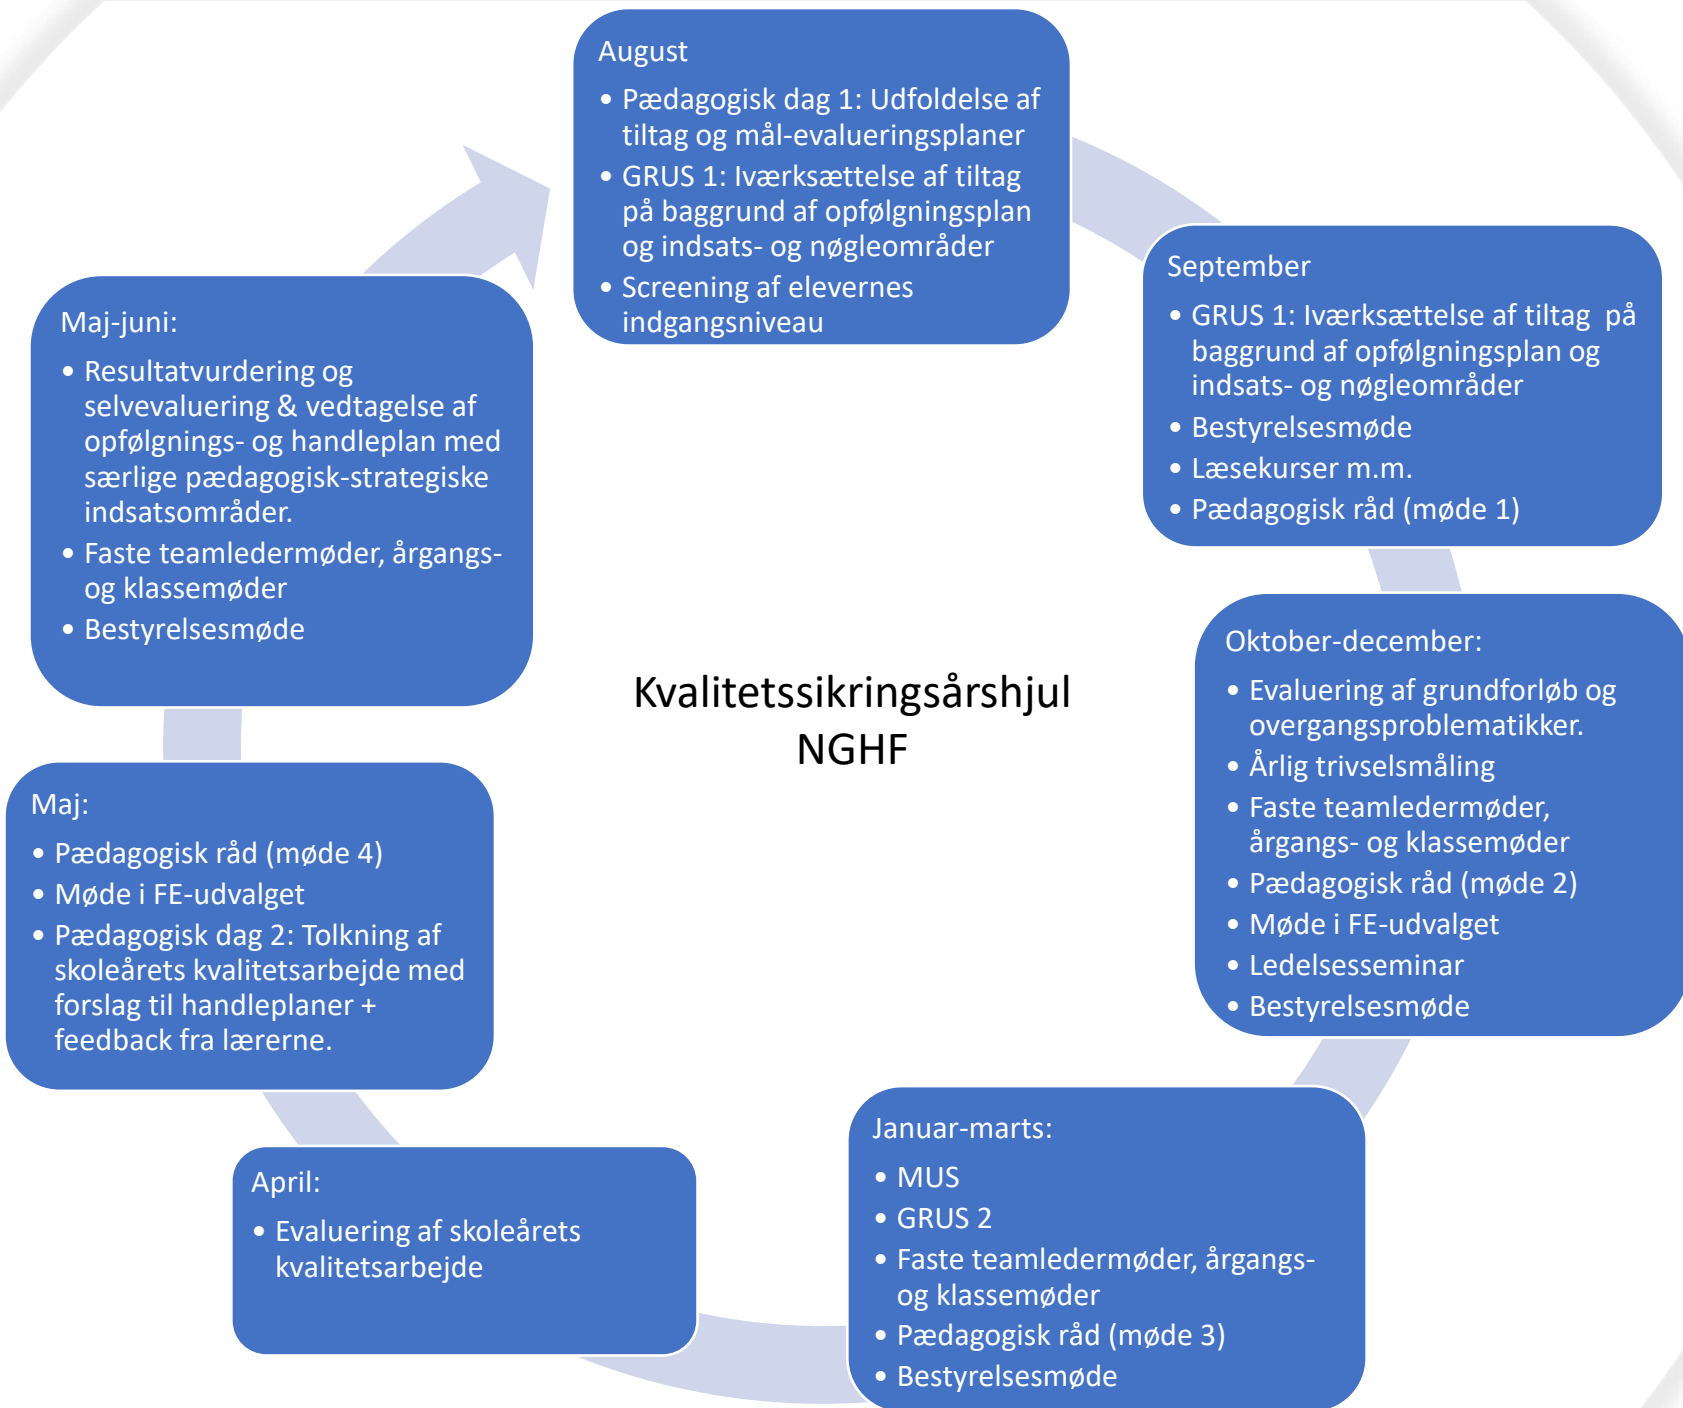 August
• Pædagogisk dag 1: Udfoldelse af
tiltag og mål-evalueringsplaner
• GRUS 1: Iværksættelse af tiltag
på baggrund af opfølgningsplan
og indsats- og nøgleområder
• Screening af elevernes
indgangsniveau
September
• GRUS 1: Iværksættelse af tiltag  på
baggrund af opfølgningsplan og
indsats- og nøgleområder
• Bestyrelsesmøde
• Læsekurser m.m.
• Pædagogisk råd (møde 1)
Oktober-december:
• Evaluering af grundforløb og
overgangsproblematikker.
• Årlig trivselsmåling
• Faste teamledermøder,
årgangs- og klassemøder
• Pædagogisk råd (møde 2)
• Møde i FE-udvalget
• Ledelsesseminar
• Bestyrelsesmøde
Januar-marts:
• MUS
• GRUS 2
• Faste teamledermøder, årgangs-
og klassemøder
• Pædagogisk råd (møde 3)
• Bestyrelsesmøde
April:
• Evaluering af skoleårets
kvalitetsarbejde
Maj:
• Pædagogisk råd (møde 4)
• Møde i FE-udvalget
• Pædagogisk dag 2: Tolkning af
skoleårets kvalitetsarbejde med
forslag til handleplaner +
feedback fra lærerne.
Maj-juni:
• Resultatvurdering og
selvevaluering & vedtagelse af
opfølgnings- og handleplan med
særlige pædagogisk-strategiske
indsatsområder.
• Faste teamledermøder, årgangs-
og klassemøder
• Bestyrelsesmøde
Kvalitetssikringsårshjul
NGHF